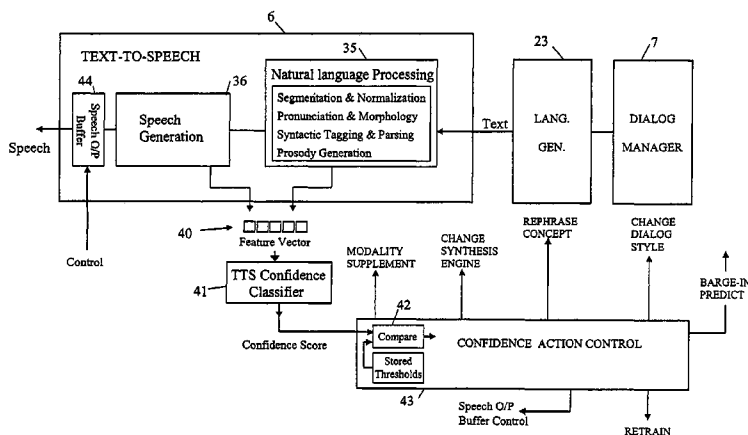 6
TEXT-TO-SPEECH
35
23
7
44
36
Natural language Processing
Segmentation & Normalization
Pronunciation & Morphology
Syntactic Tagging & Parsing
Prosody Generation
Speech O/P
Buffer
Speech
Generation
Speech
Text
LANG.
GEN.
DIALOG
MANAGER
40
Feature Vector
Control
TTS Confidence
Classifier
41
Confidence Score
MODALITY
SUPPLEMENT
CHANGE
SYNTHESIS
ENGINE
REPHRASE
CONCEPT
CHANGE
DIALOG
STYLE
BARGE-IN
PREDICT
42
Compare
Stored
Thresholds
CONFIDENCE ACTION CONTROL
43
Speech O/P
Buffer Control
RETRAIN